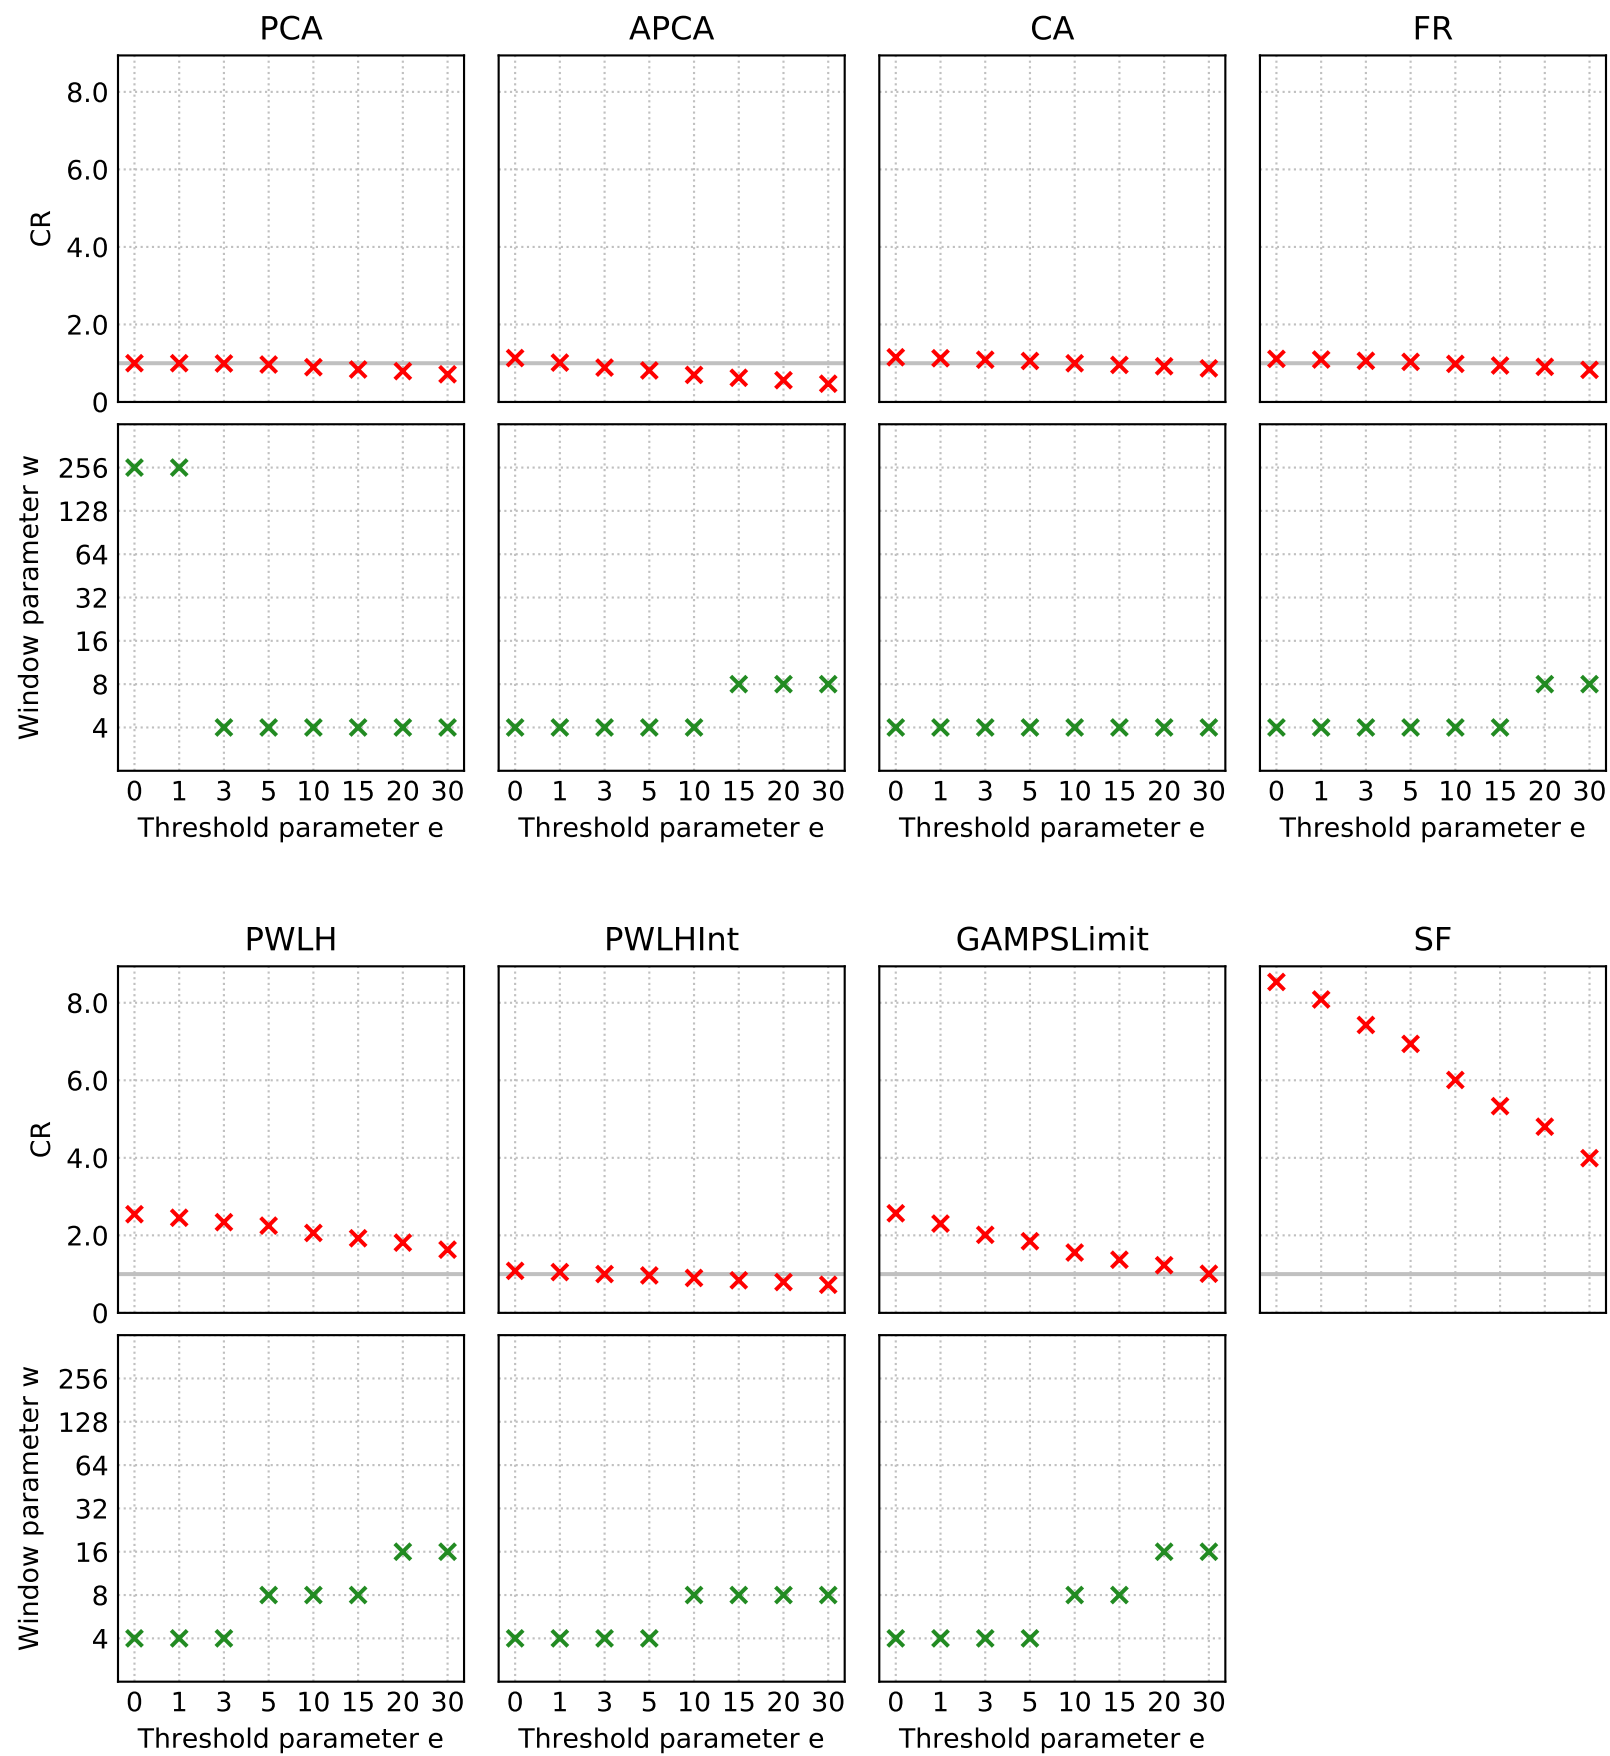 PCA APCA CA FR
CR
8.0
6.0
4.0
2.0
0
Window parameter w
256
128
64
32
16
8
4
0 1 3 5 10 15 20 30 0 1 3 5 10 15 20 30 0 1 3 5 10 15 20 30 0 1 3 5 10 15 20 30
Threshold parameter e Threshold parameter e Threshold parameter e Threshold parameter e
PWLH PWLHInt GAMPSLimit SF
CR
8.0
6.0
4.0
2.0
0
Window parameter w
256
128
64
32
16
8
4
0 1 3 5 10 15 20 30 0 1 3 5 10 15 20 30 0 1 3 5 10 15 20 30
Threshold parameter e Threshold parameter e Threshold parameter e